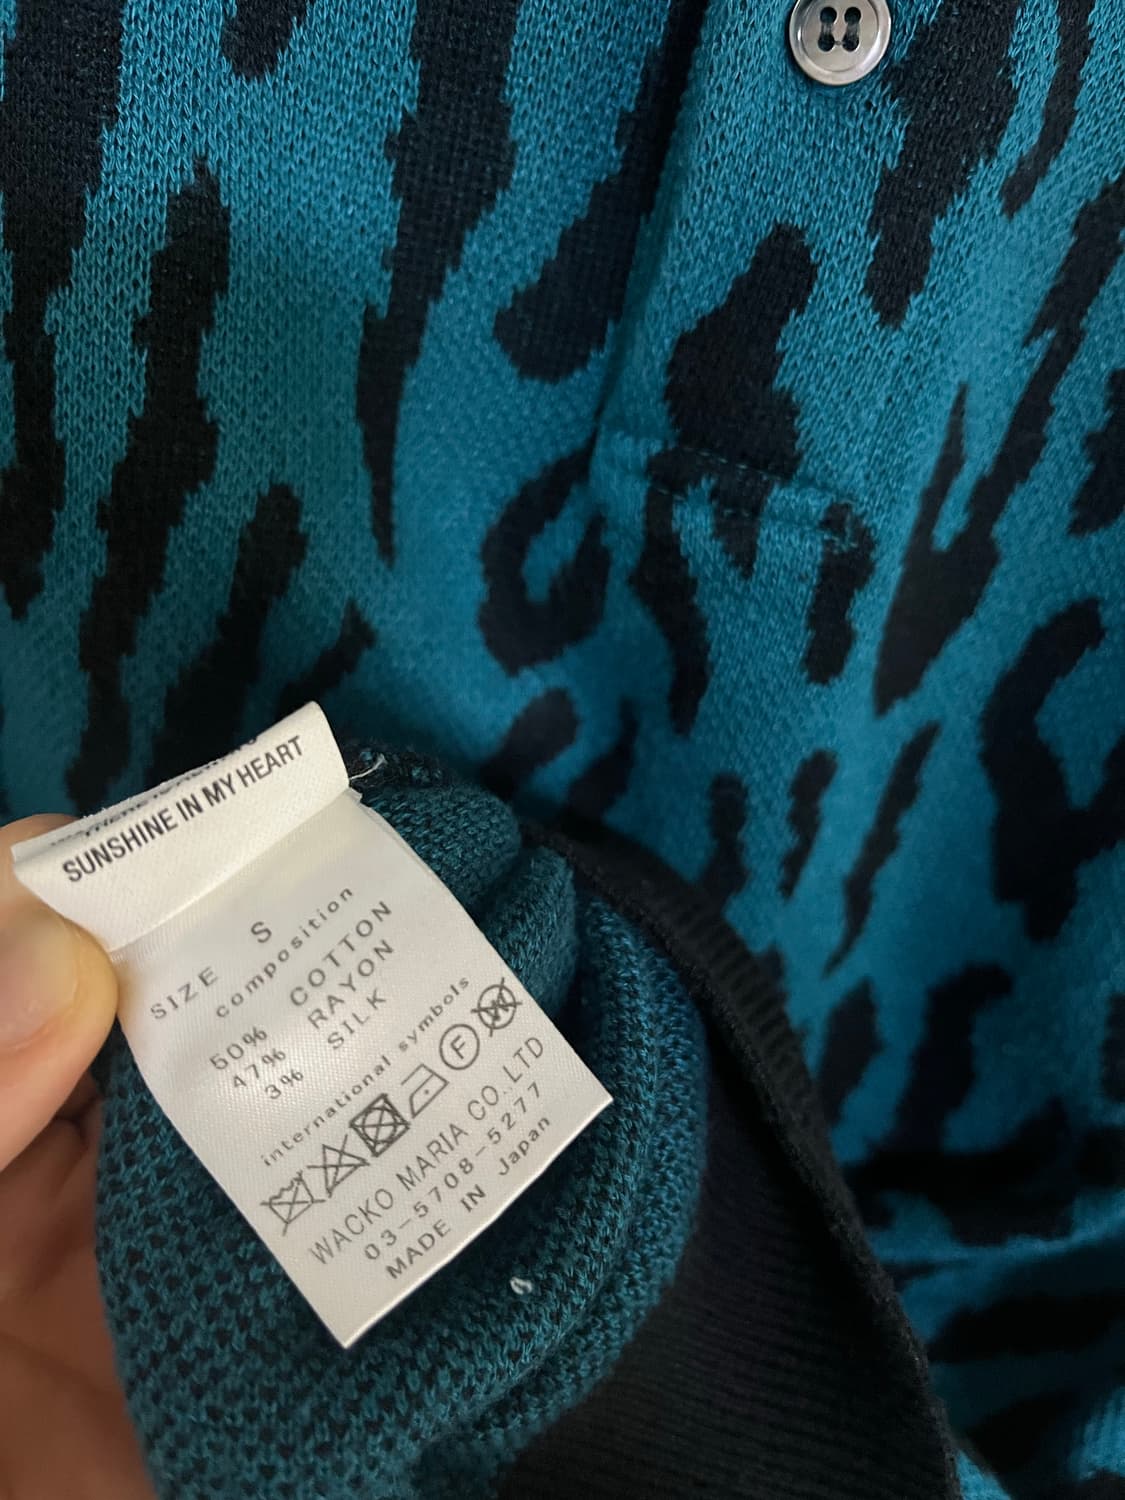 SUNSHINE IN MY HEART
SIZE S
composition
50% COTTON
47% RAYON
3% SILK
international symbols
F W
WACKO MARIA CO.LTD
03-5708-5277
MADE IN Japan